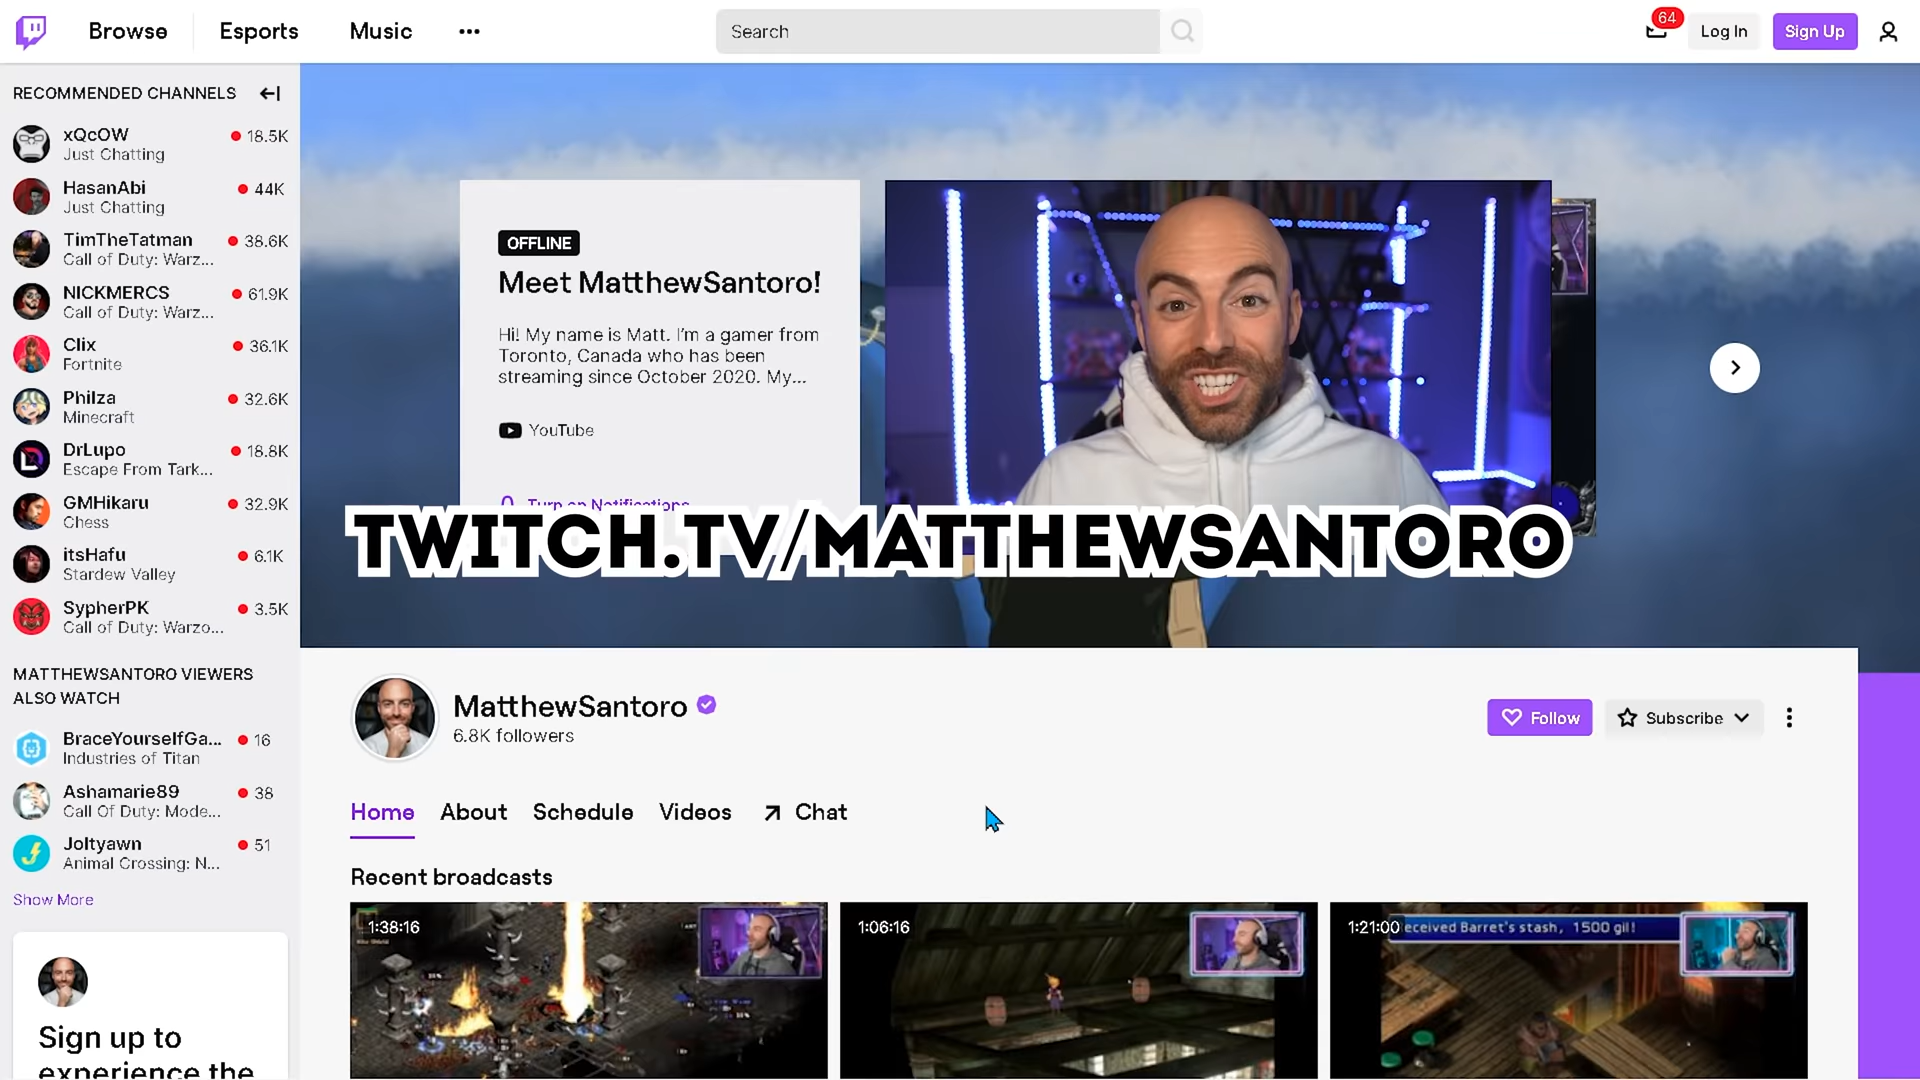 Browse
Esports
Music
Search
64
Log In
Sign Up
RECOMMENDED CHANNELS
xQcOW
18.5K
Just Chatting
HasanAbi
44K
Just Chatting
TimTheTatman
38.6K
Call of Duty: Warz...
NICKMERCS
61.9K
Call of Duty: Warz...
Clix
36.1K
Fortnite
Philza
32.6K
Minecraft
DrLupo
18.8K
Escape From Tark...
GMHikaru
32.9K
Chess
itsHafu
6.1K
Stardew Valley
SypherPK
3.5K
Call of Duty: Warzo...
MATTHEWSANTORO VIEWERS
ALSO WATCH
BraceYourselfGa...
16
Industries of Titan
Ashamarie89
38
Call Of Duty: Mode...
Joltyawn
51
Animal Crossing: N...
Show More
Sign up to
experience the
OFFLINE
Meet MatthewSantoro!
Hi! My name is Matt. I'm a gamer from
Toronto, Canada who has been
streaming since October 2020. My...
YouTube
Turn on Notifications
TWITCH.TV/MATTHEWSANTORO
MatthewSantoro
6.8K followers
Follow
Subscribe
Home
About
Schedule
Videos
Chat
Recent broadcasts
1:38:16
1:06:16
1:21:00
eceived Barret's stash, 1500 gil!